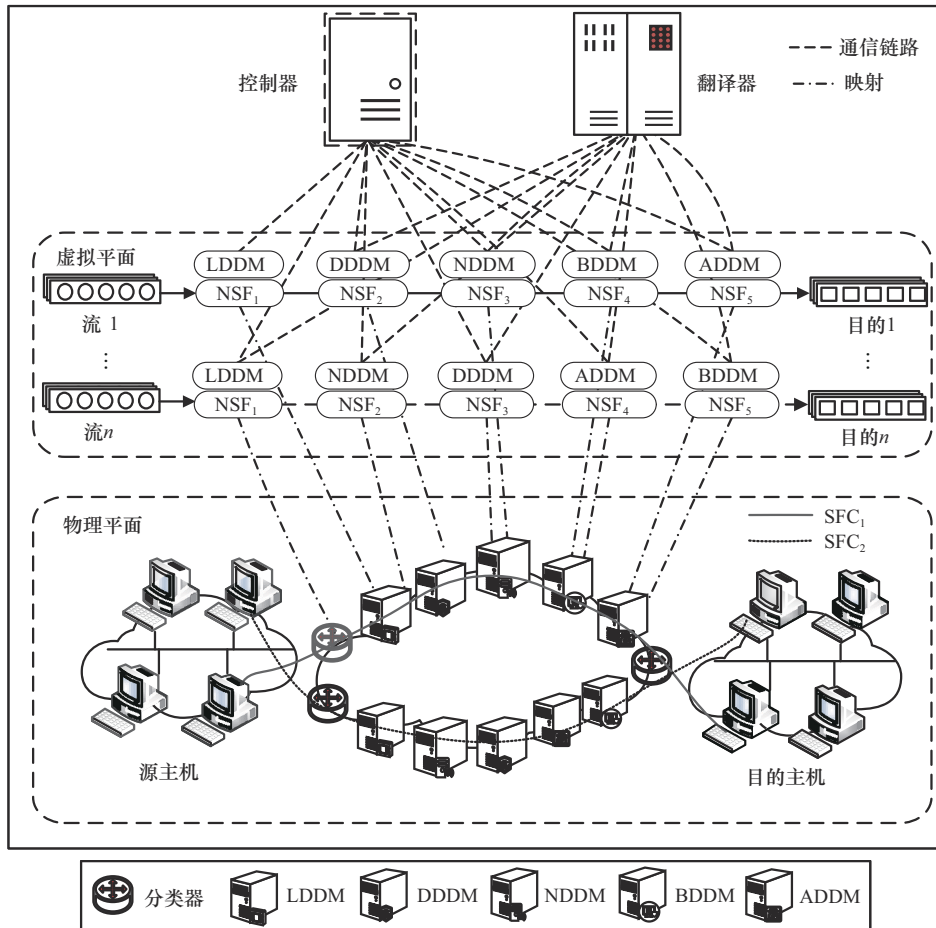 控制器
翻译器
通信链路
映射
虚拟平面
LDDM
DDDM
NDDM
BDDM
ADDM
NSF₁
NSF₂
NSF₃
NSF₄
NSF₅
流 1
目的1
⋮
⋮
LDDM
NDDM
DDDM
ADDM
BDDM
NSF₁
NSF₂
NSF₃
NSF₄
NSF₅
流n
目的n
物理平面
SFC₁
SFC₂
源主机
目的主机
分类器
LDDM
DDDM
NDDM
BDDM
ADDM